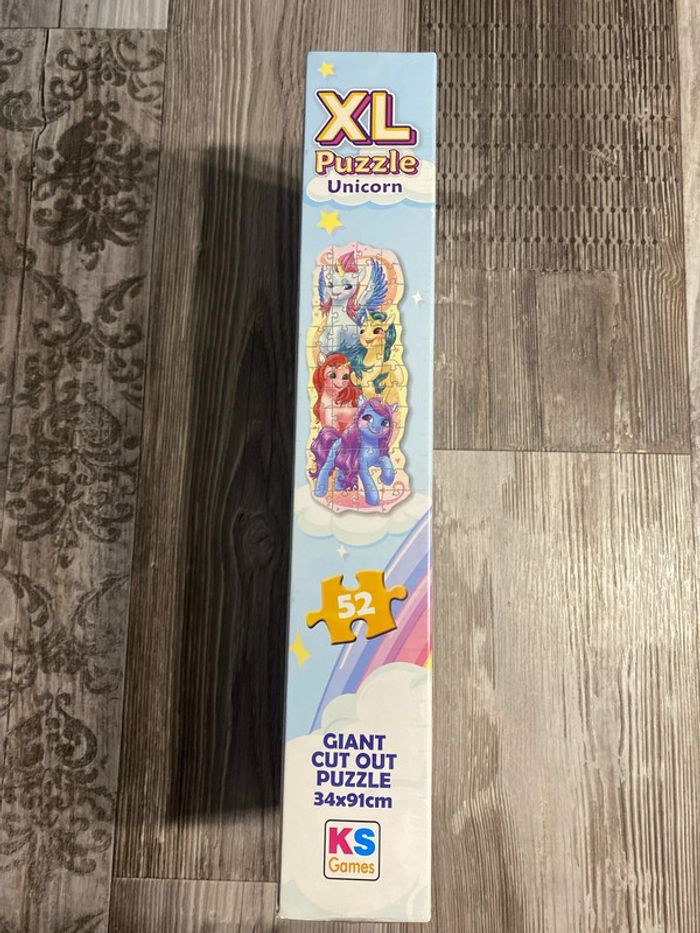 XL
Puzzle
Unicorn
52
GIANT
CUT OUT
PUZZLE
34x91cm
KS
Games